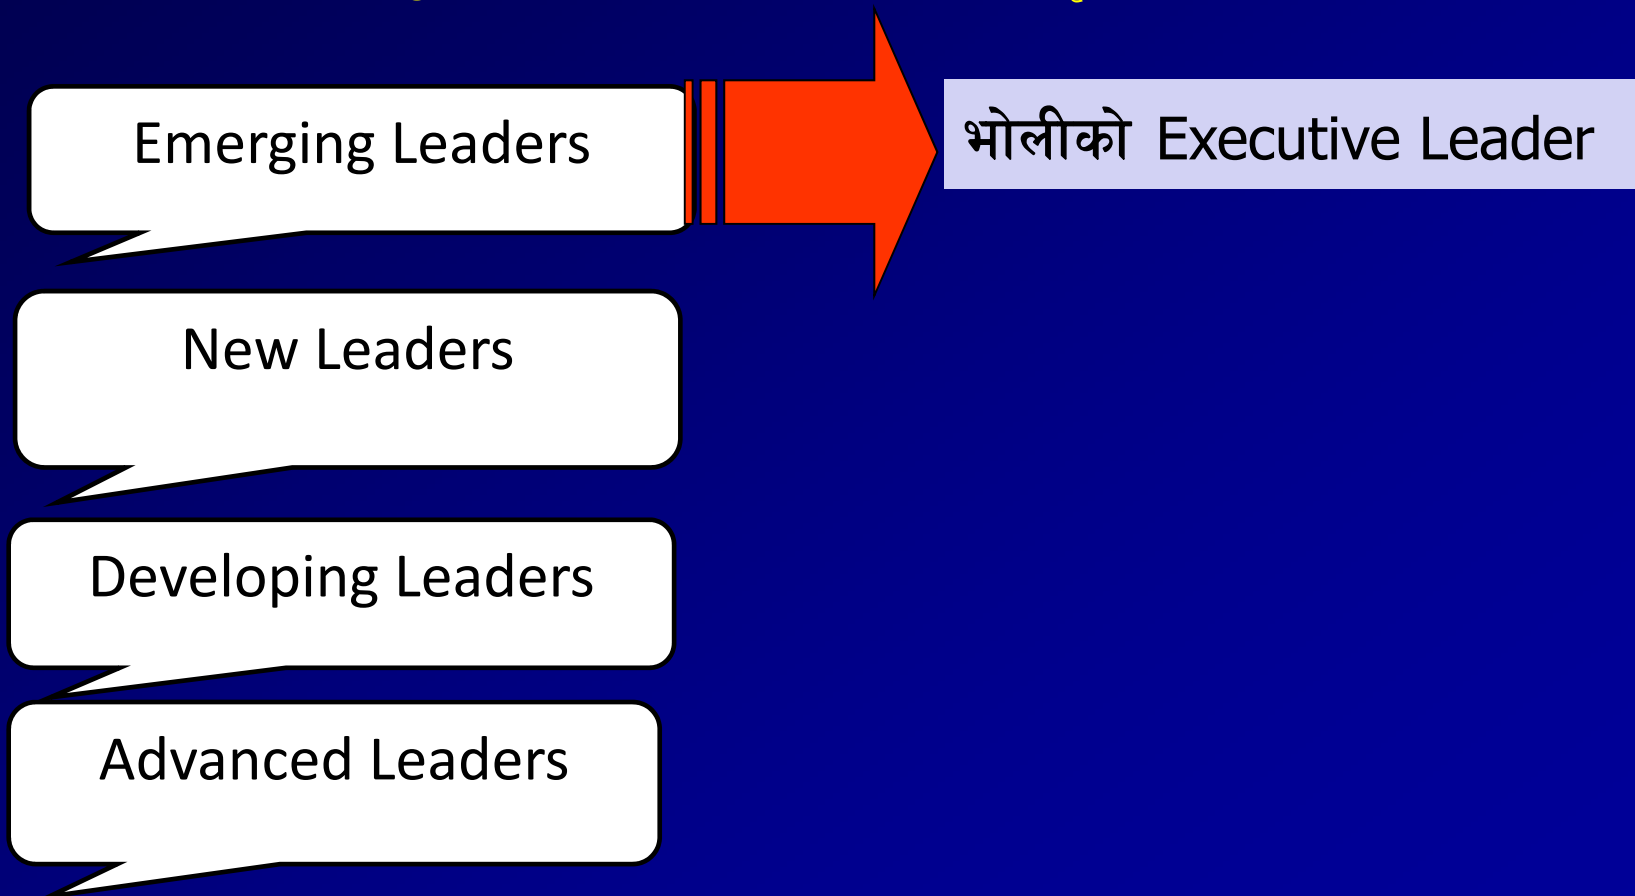 Emerging Leaders
भोलीको Executive Leader
New Leaders
Developing Leaders
Advanced Leaders